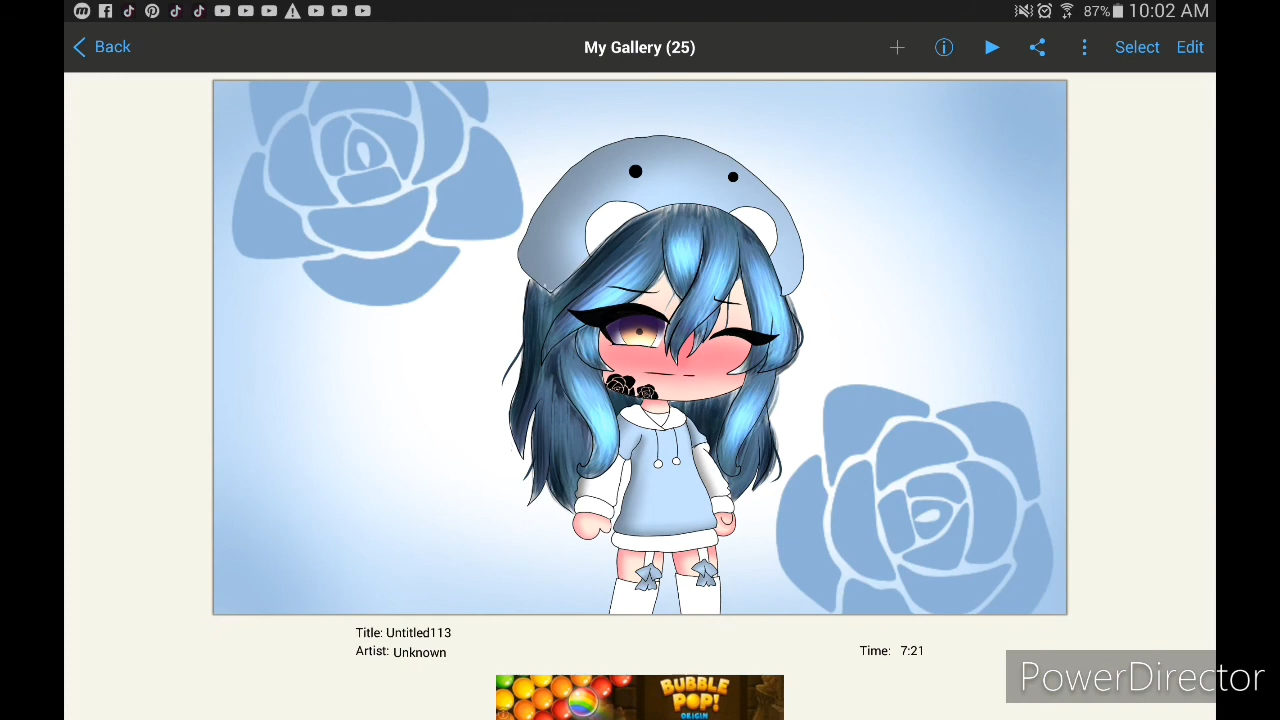 87% 10:02 AM
Back
My Gallery (25)
Select
Edit
Title: Untitled113
Artist: Unknown
Time: 7:21
BUBBLE
POP!
ORIGIN
PowerDirector